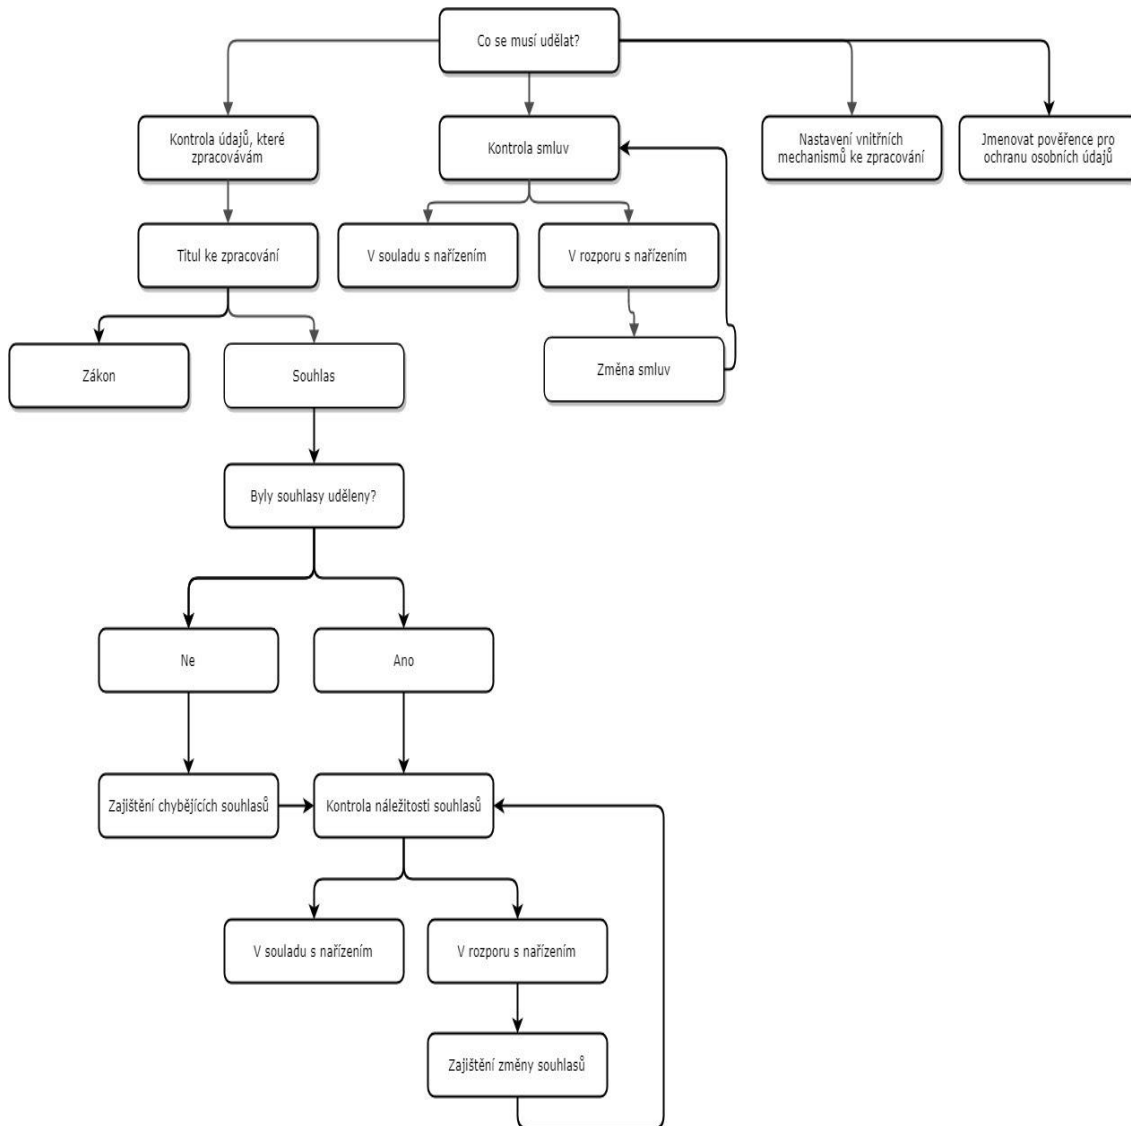 Co se musí udělat?
Kontrola údajů, které
zpracovávám
Kontrola smluv
Nastavení vnitřních
mechanismů ke zpracování
Jmenovat pověřence pro
ochranu osobních údajů
Titul ke zpracování
V souladu s nařízením
V rozporu s nařízením
Zákon
Souhlas
Změna smluv
Byly souhlasy uděleny?
Ne
Ano
Zajištění chybějících souhlasů
Kontrola náležitosti souhlasů
V souladu s nařízením
V rozporu s nařízením
Zajištění změny souhlasů